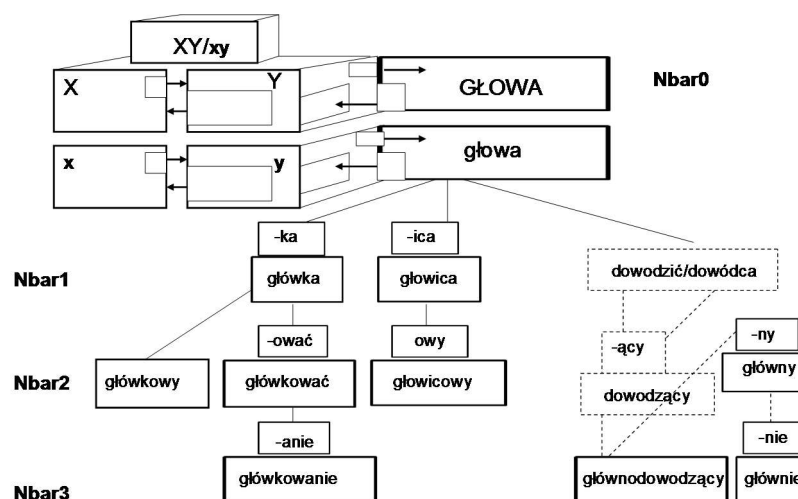 XY/xy
X
Y
GŁOWA
Nbar0
x
y
głowa
-ka
-ica
Nbar1
główka
głowica
dowodzić/dowódca
-ować
owy
-ący
-ny
Nbar2
główkowy
główkować
głowicowy
dowodzący
główny
-anie
-nie
Nbar3
główkowanie
głównodowodzący
głównie